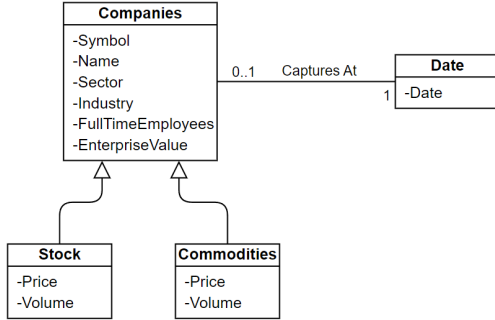 Companies
-Symbol
-Name
-Sector
-Industry
-FullTimeEmployees
-EnterpriseValue
0..1
Captures At
1
Date
-Date
Stock
-Price
-Volume
Commodities
-Price
-Volume